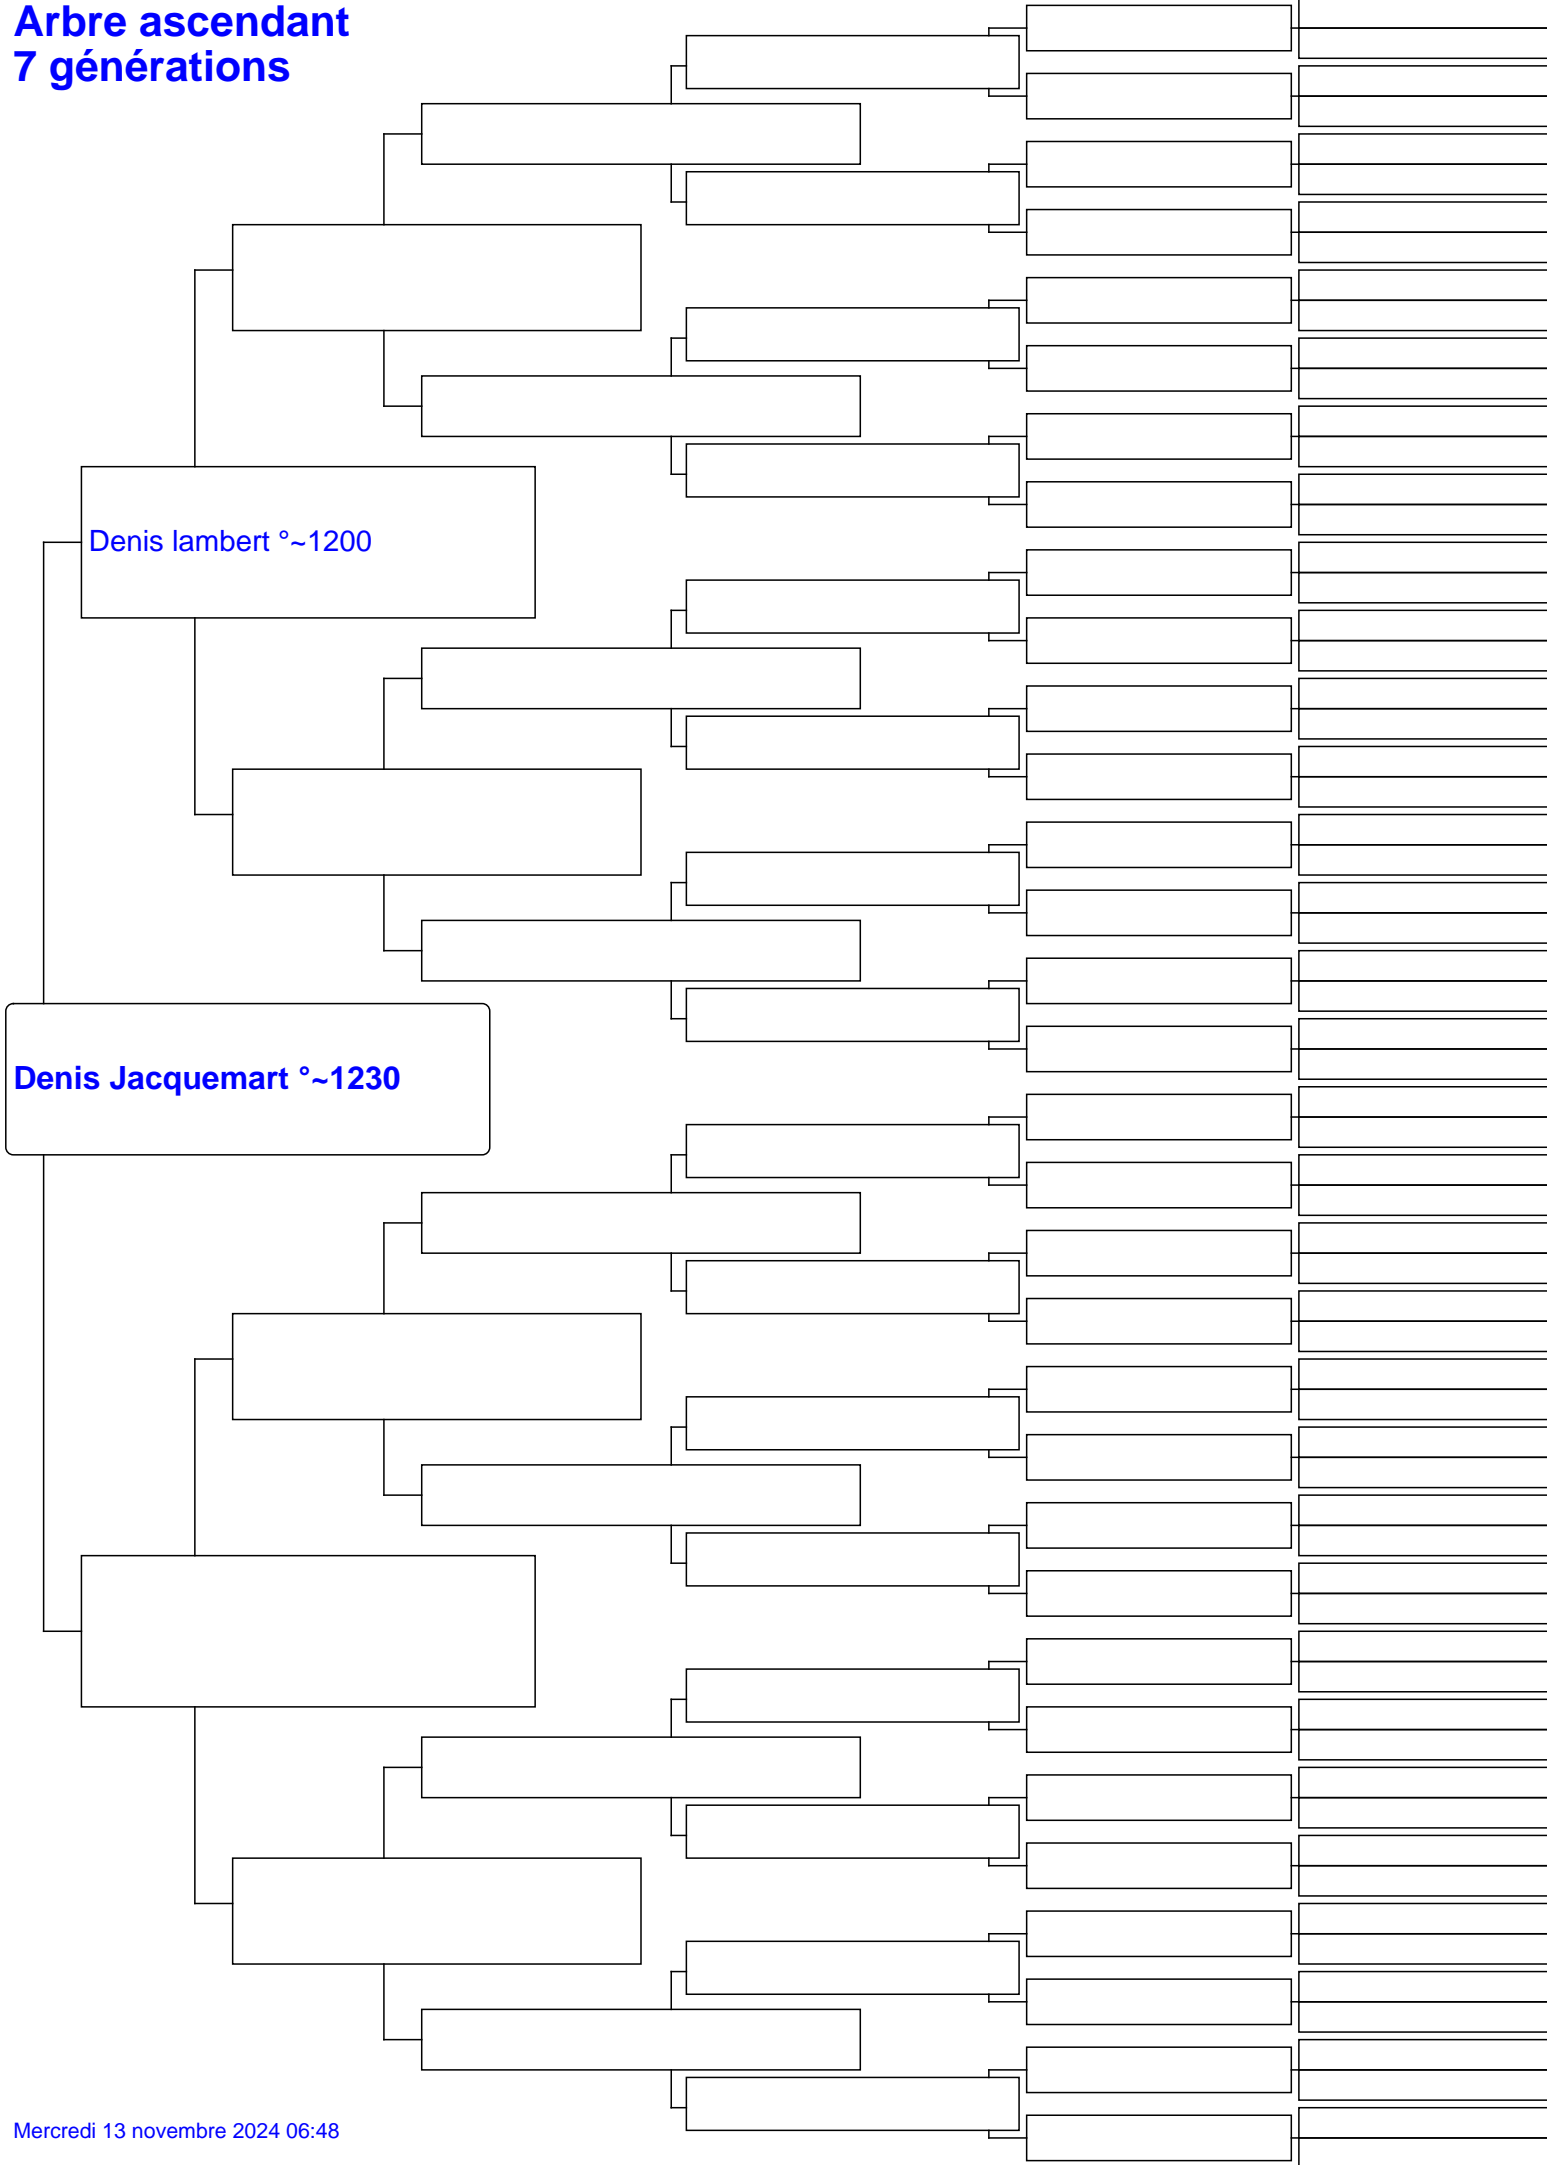 Arbre ascendant
7 générations
Denis lambert °~1200
Denis Jacquemart °~1230
Mercredi 13 novembre 2024 06:48